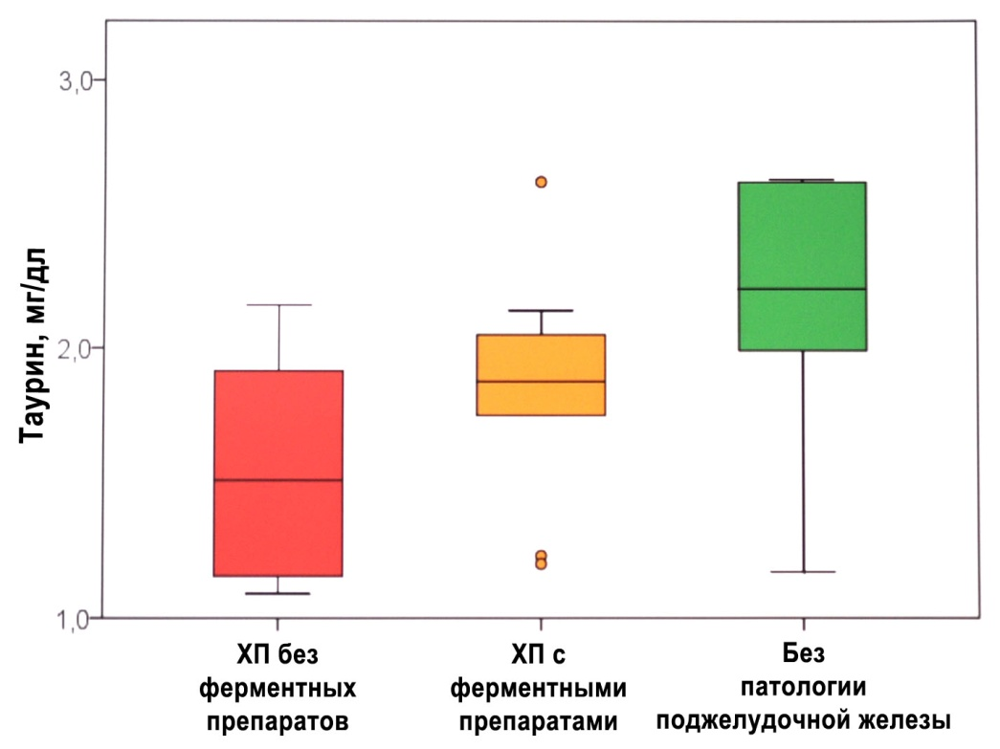 3,0
2,0
1,0
Таурин, мг/дл
ХП без
ферментных
препаратов
ХП с
ферментными
препаратами
Без
патологии
поджелудочной железы